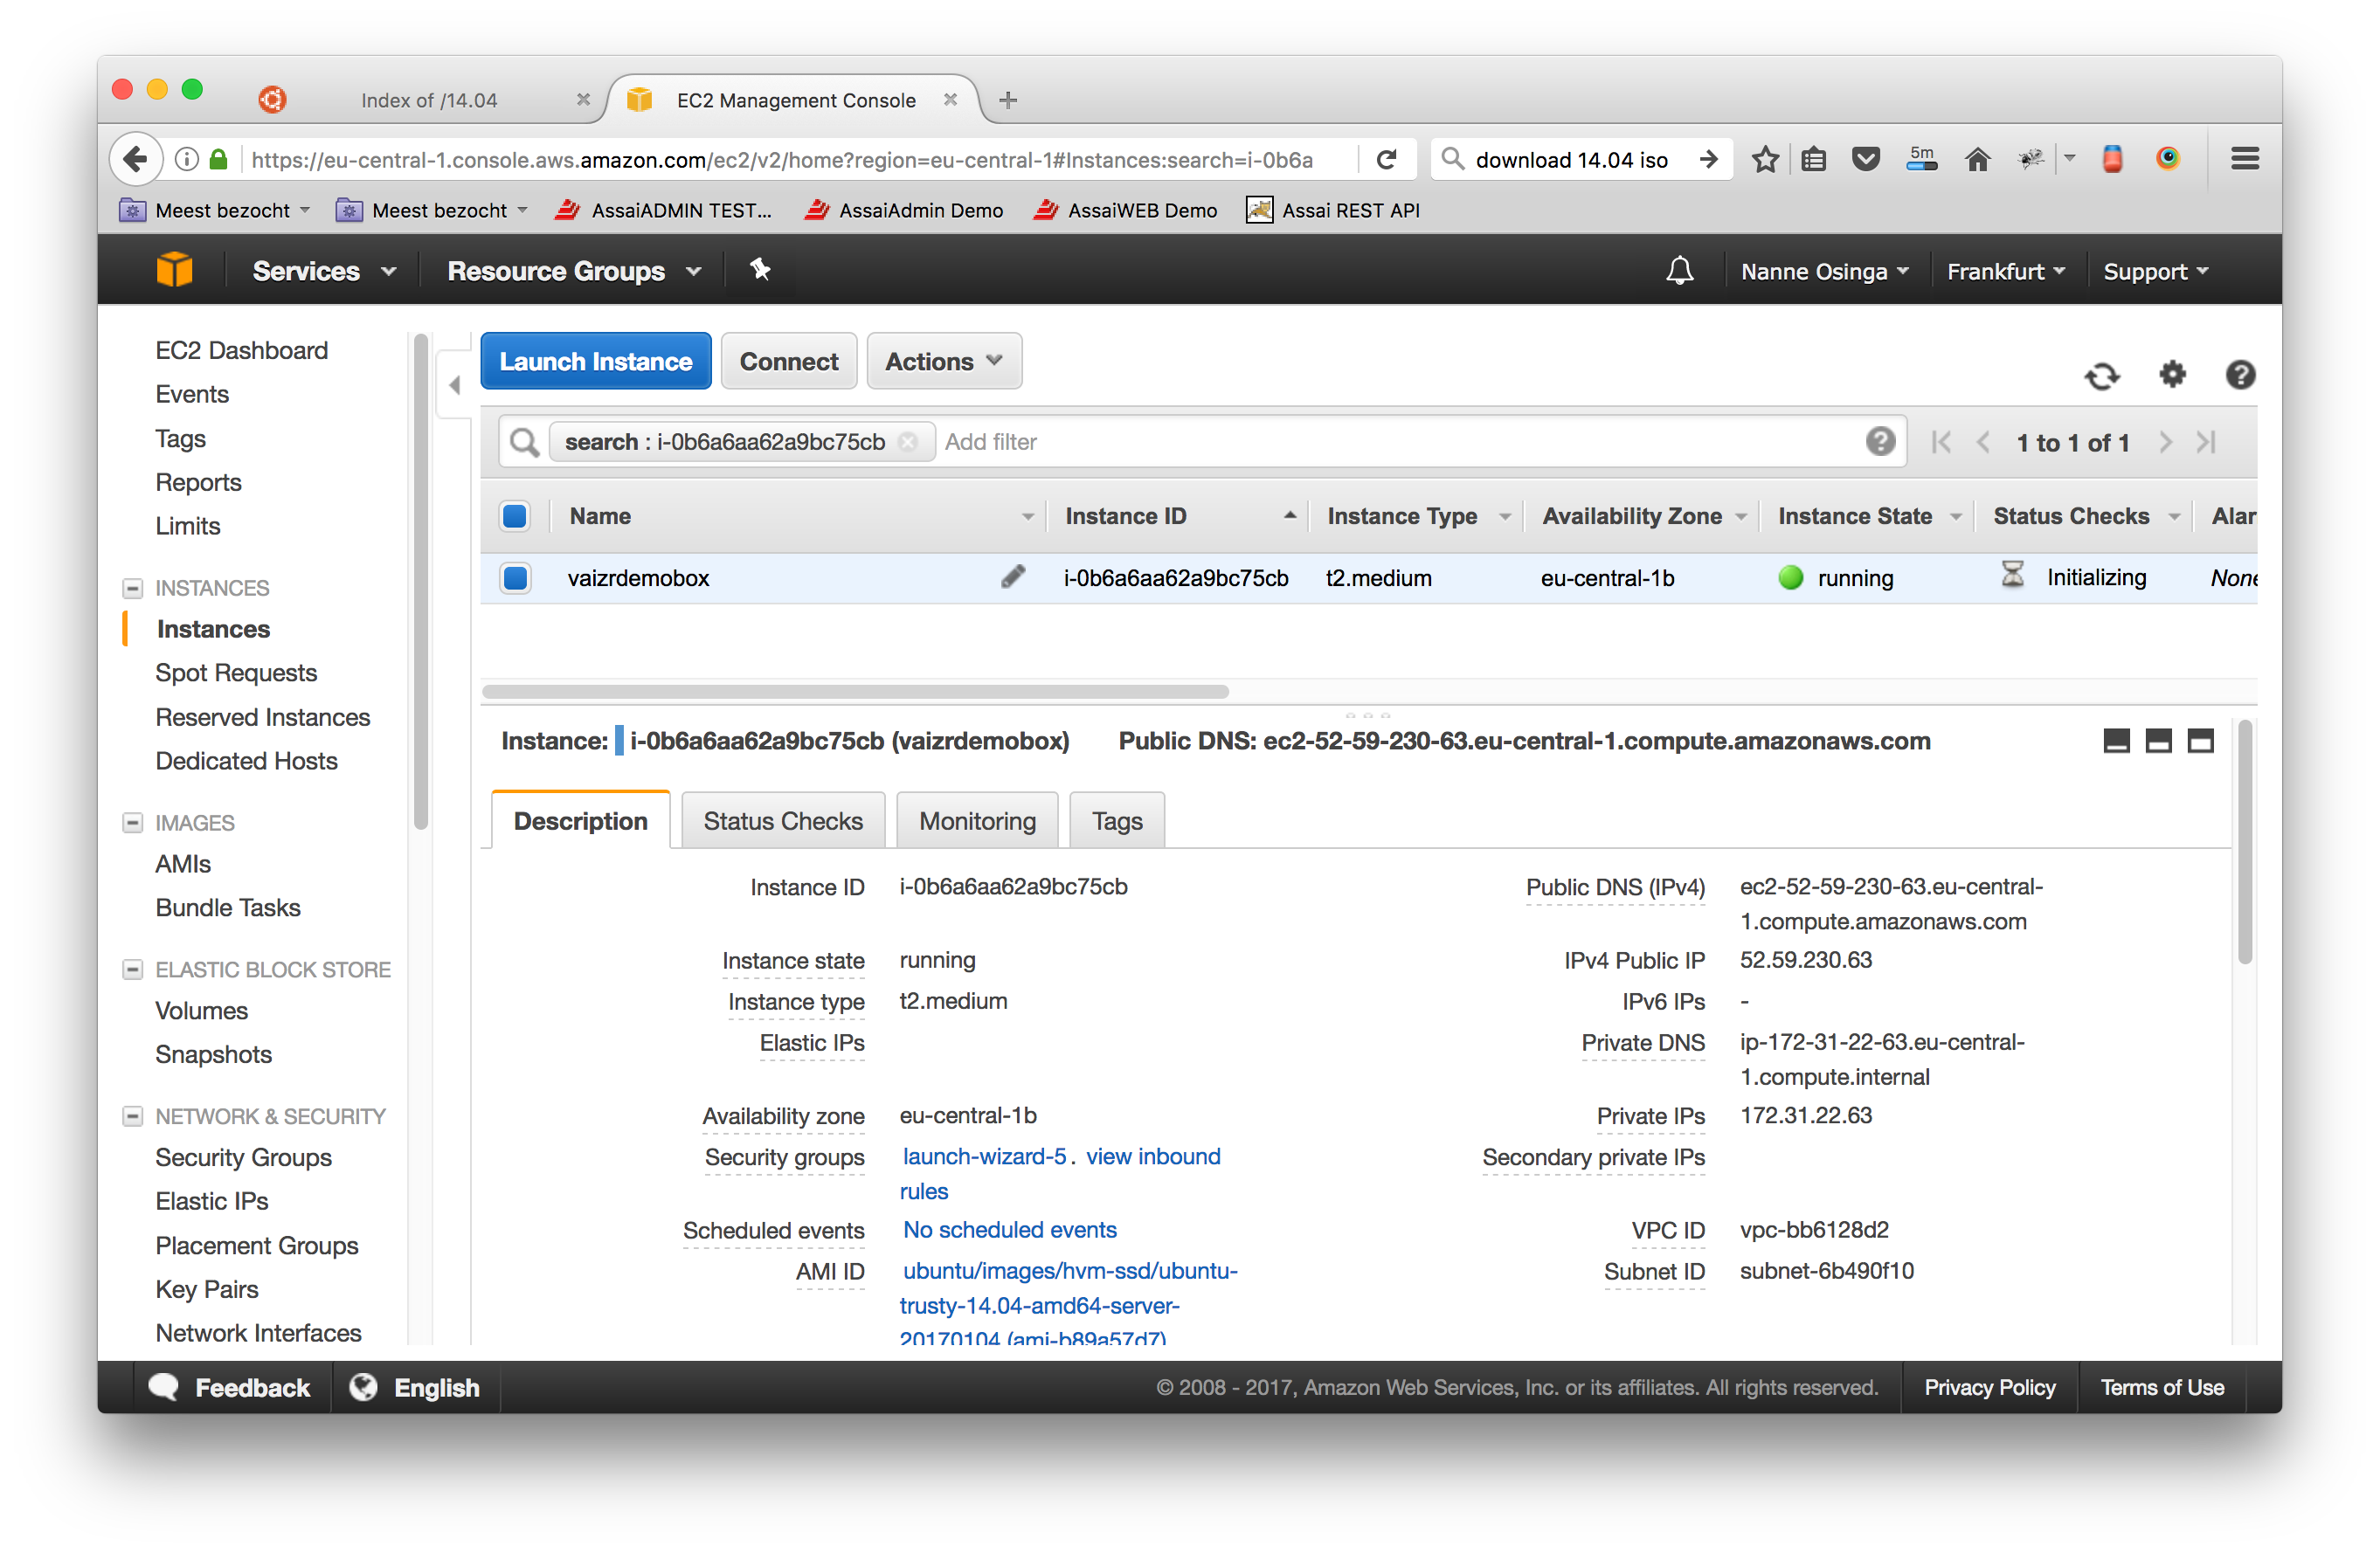 Index of /14.04
EC2 Management Console
https://eu-central-1.console.aws.amazon.com/ec2/v2/home?region=eu-central-1#Instances:search=i-0b6a
download 14.04 iso
5m
Meest bezocht
Meest bezocht
AssaiADMIN TEST...
AssaiAdmin Demo
AssaiWEB Demo
Assai REST API
Services
Resource Groups
Nanne Osinga
Frankfurt
Support
EC2 Dashboard
Events
Tags
Reports
Limits
INSTANCES
Instances
Spot Requests
Reserved Instances
Dedicated Hosts
IMAGES
AMIs
Bundle Tasks
ELASTIC BLOCK STORE
Volumes
Snapshots
NETWORK & SECURITY
Security Groups
Elastic IPs
Placement Groups
Key Pairs
Network Interfaces
Launch Instance
Connect
Actions
search : i-0b6a6aa62a9bc75cb
Add filter
1 to 1 of 1
Name
Instance ID
Instance Type
Availability Zone
Instance State
Status Checks
Alar
vaizrdemobox
i-0b6a6aa62a9bc75cb
t2.medium
eu-central-1b
running
Initializing
None
Instance: i-0b6a6aa62a9bc75cb (vaizrdemobox)
Public DNS: ec2-52-59-230-63.eu-central-1.compute.amazonaws.com
Description
Status Checks
Monitoring
Tags
Instance ID
i-0b6a6aa62a9bc75cb
Instance state
running
Instance type
t2.medium
Elastic IPs
Availability zone
eu-central-1b
Security groups
launch-wizard-5. view inbound
rules
Scheduled events
No scheduled events
AMI ID
ubuntu/images/hvm-ssd/ubuntu-
trusty-14.04-amd64-server-
20170104 (ami-b89a57d7)
Public DNS (IPv4)
ec2-52-59-230-63.eu-central-
1.compute.amazonaws.com
IPv4 Public IP
52.59.230.63
IPv6 IPs
-
Private DNS
ip-172-31-22-63.eu-central-
1.compute.internal
Private IPs
172.31.22.63
Secondary private IPs
VPC ID
vpc-bb6128d2
Subnet ID
subnet-6b490f10
Feedback
English
© 2008 - 2017, Amazon Web Services, Inc. or its affiliates. All rights reserved.
Privacy Policy
Terms of Use